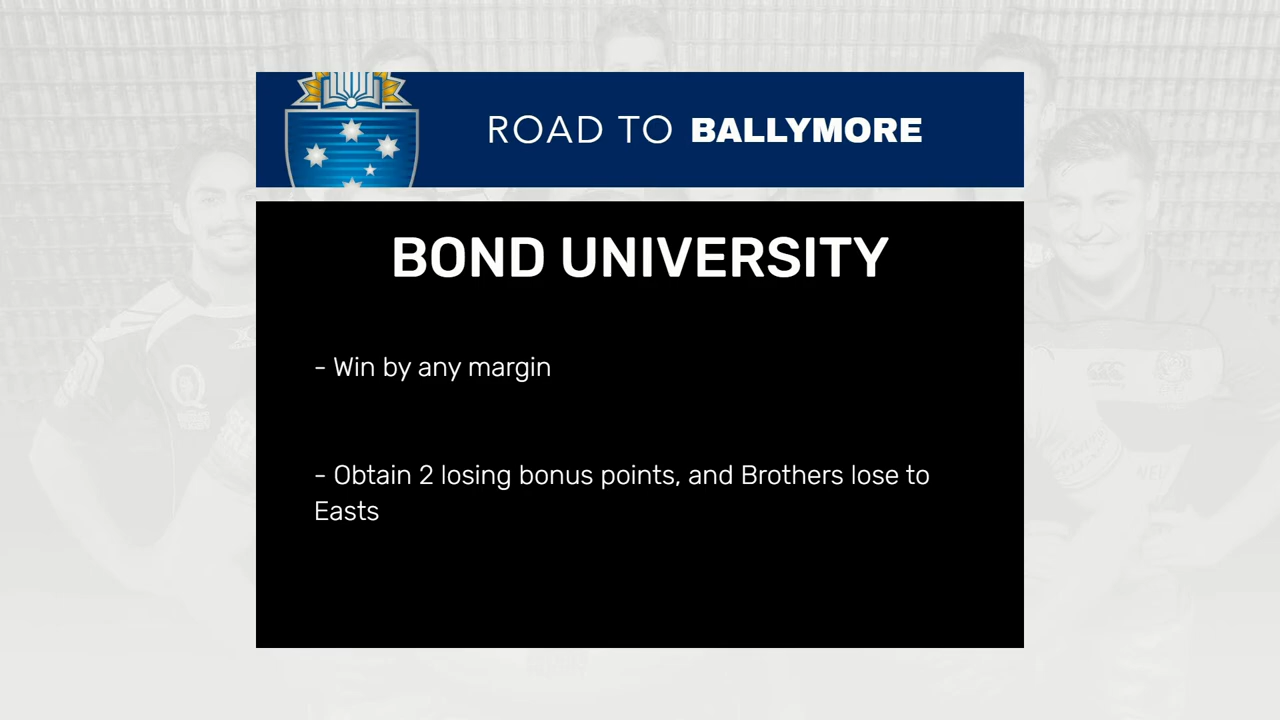 ROAD TO BALLYMORE
BOND UNIVERSITY
- Win by any margin
- Obtain 2 losing bonus points, and Brothers lose to
Easts